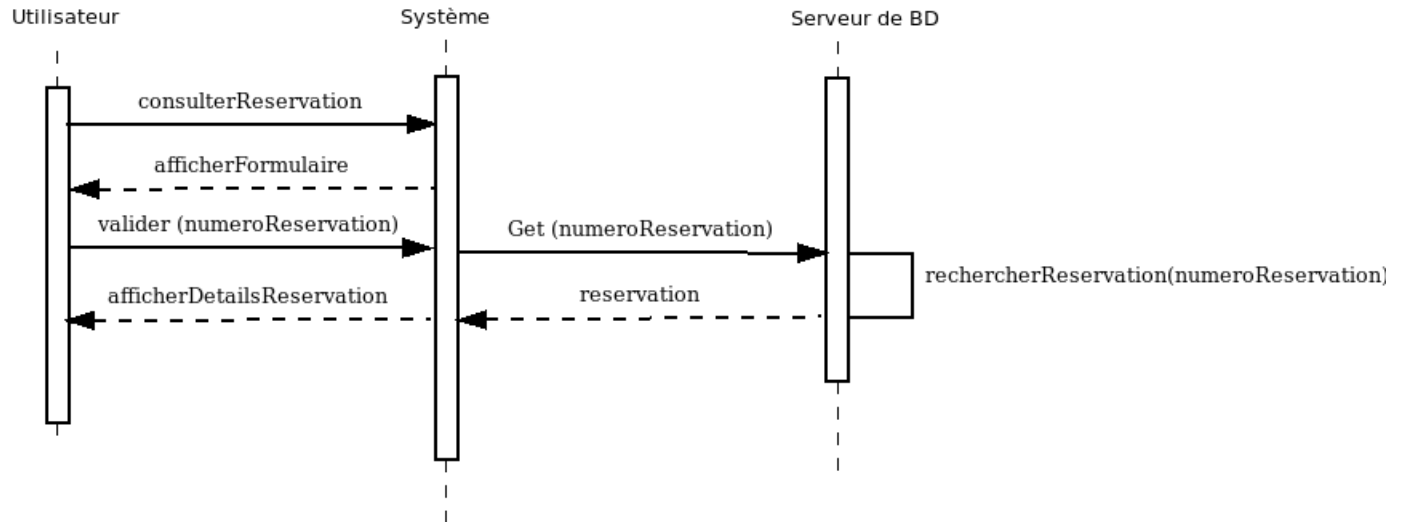 Utilisateur
Système
Serveur de BD
consulterReservation
afficherFormulaire
valider (numeroReservation)
Get (numeroReservation)
rechercherReservation(numeroReservation)
afficherDetailsReservation
reservation